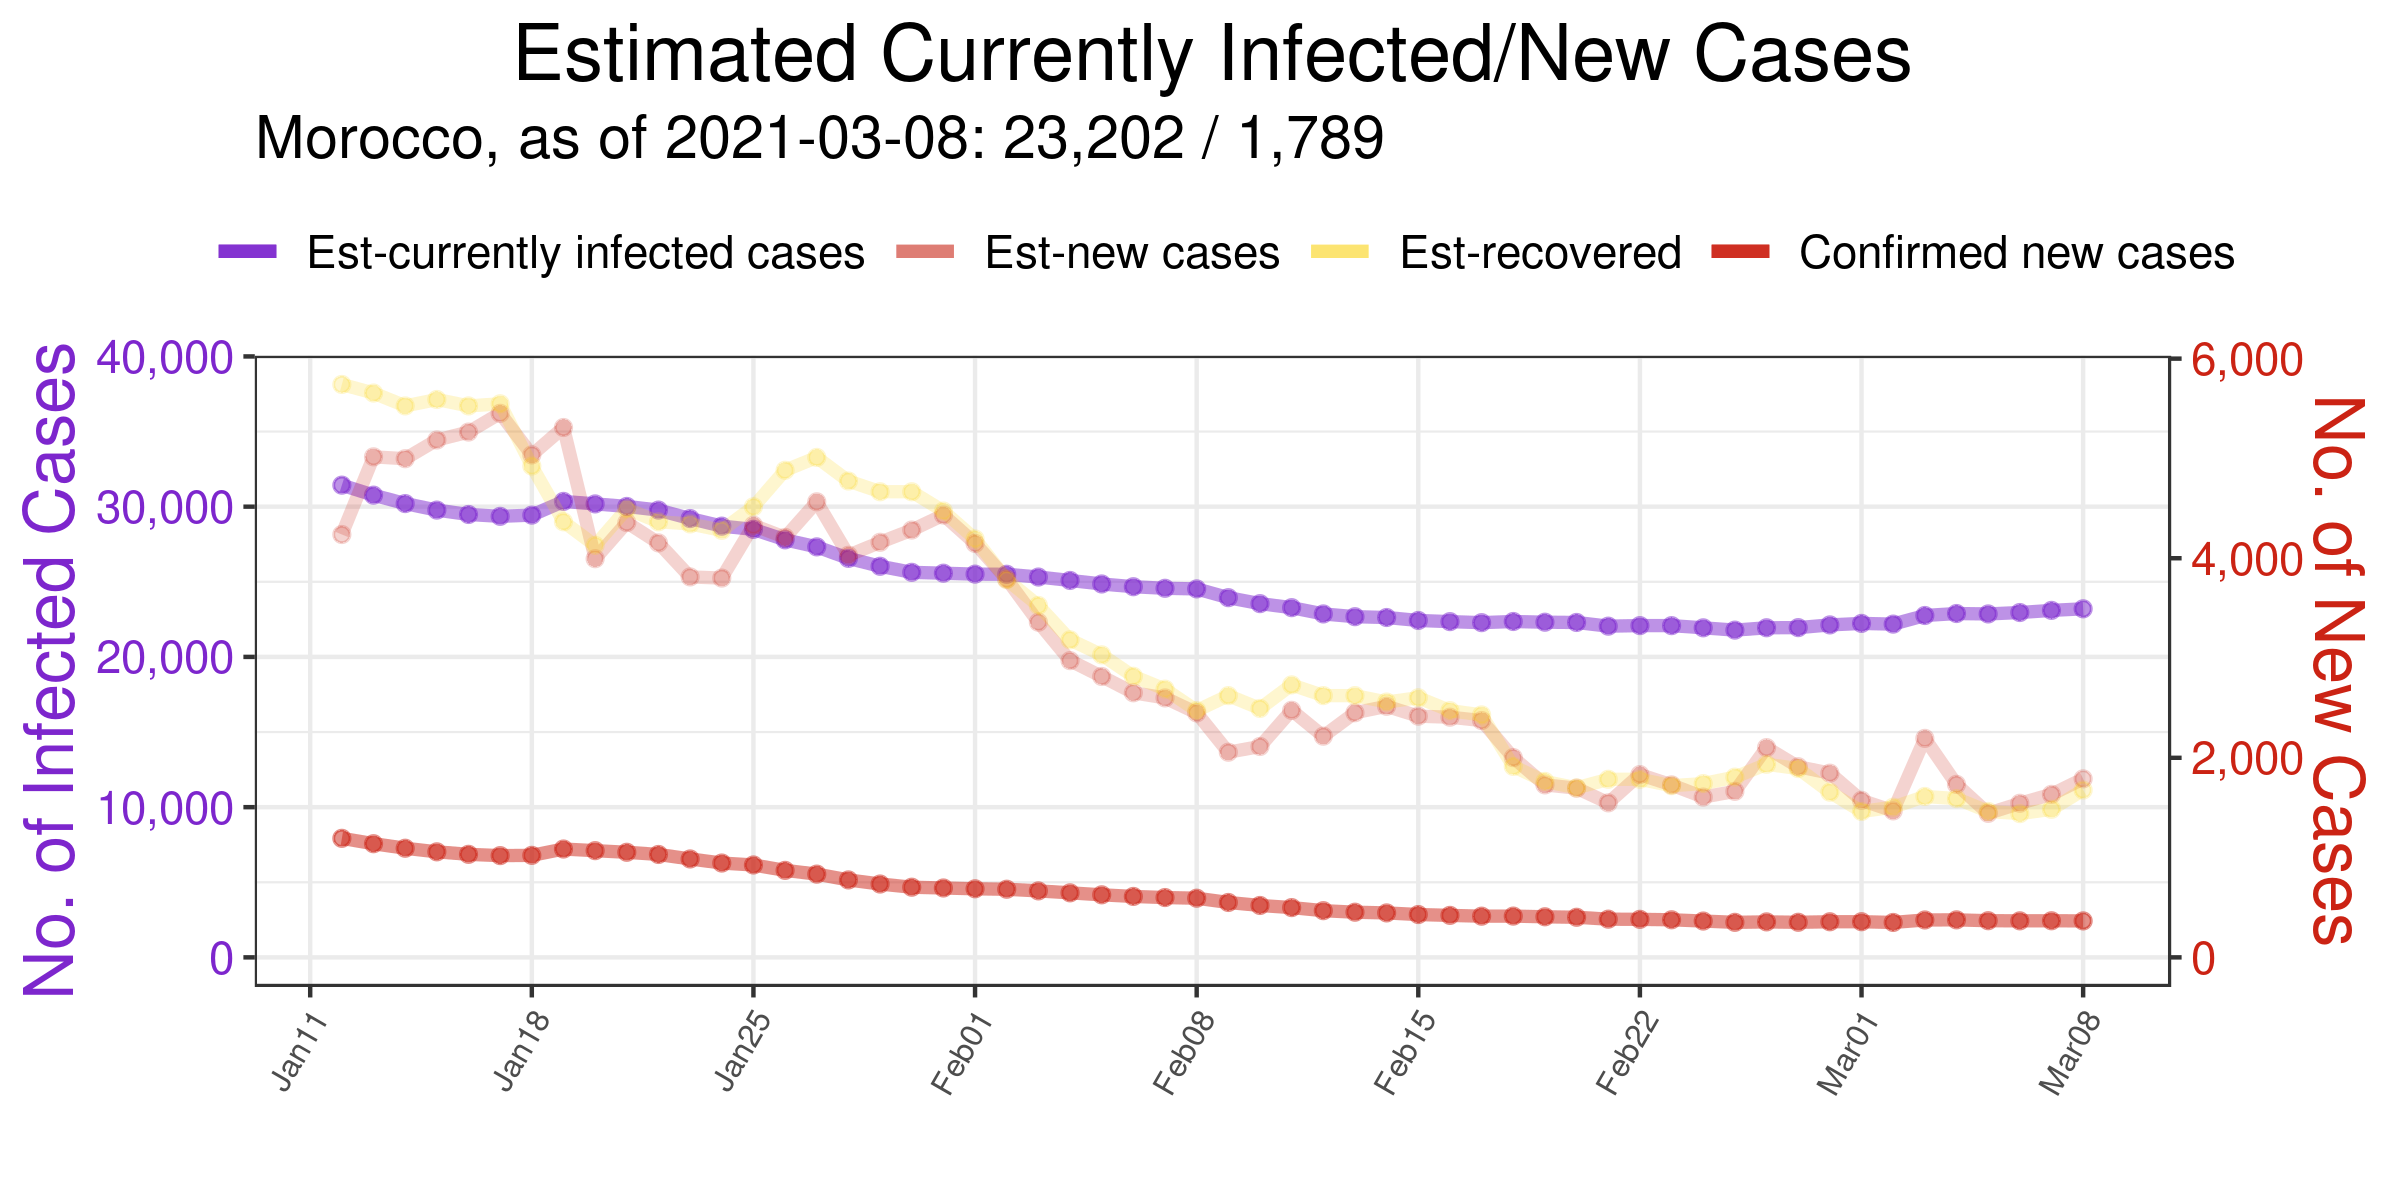 Estimated Currently Infected/New Cases
Morocco, as of 2021-03-08: 23,202 / 1,789
Est-currently infected cases Est-new cases Est-recovered Confirmed new cases
No. of Infected Cases
40,000
30,000
20,000
10,000
0
6,000
4,000
2,000
0
No. of New Cases
Jan11 Jan18 Jan25 Feb01 Feb08 Feb15 Feb22 Mar01 Mar08